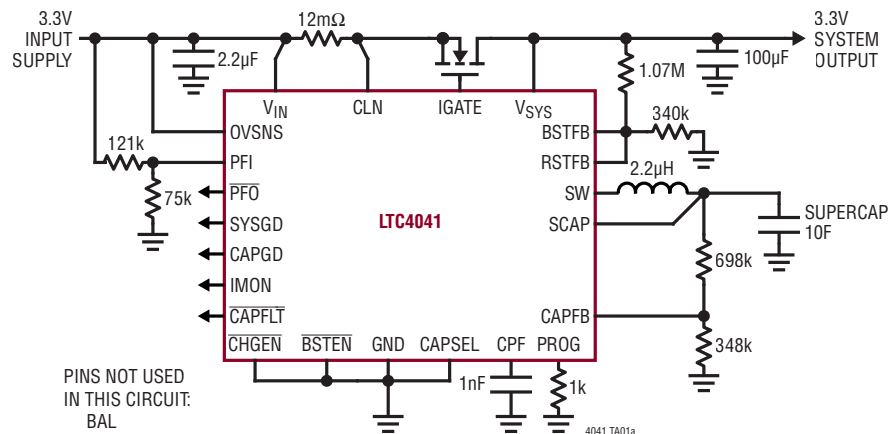 3.3V
INPUT
SUPPLY
12mΩ
3.3V
SYSTEM
OUTPUT
2.2µF
1.07M
100µF
VIN
CLN
IGATE
VSYS
OVSNS
BSTFB
340k
121k
PFI
RSTFB
2.2µH
75k
PFO
SW
SYSGD
LTC4041
SCAP
SUPERCAP
10F
CAPGD
698k
IMON
CAPFLT
CAPFB
CHGEN
BSTEN
GND
CAPSEL
CPF
PROG
348k
PINS NOT USED
IN THIS CIRCUIT:
BAL
1nF
1k
4041 TA01a